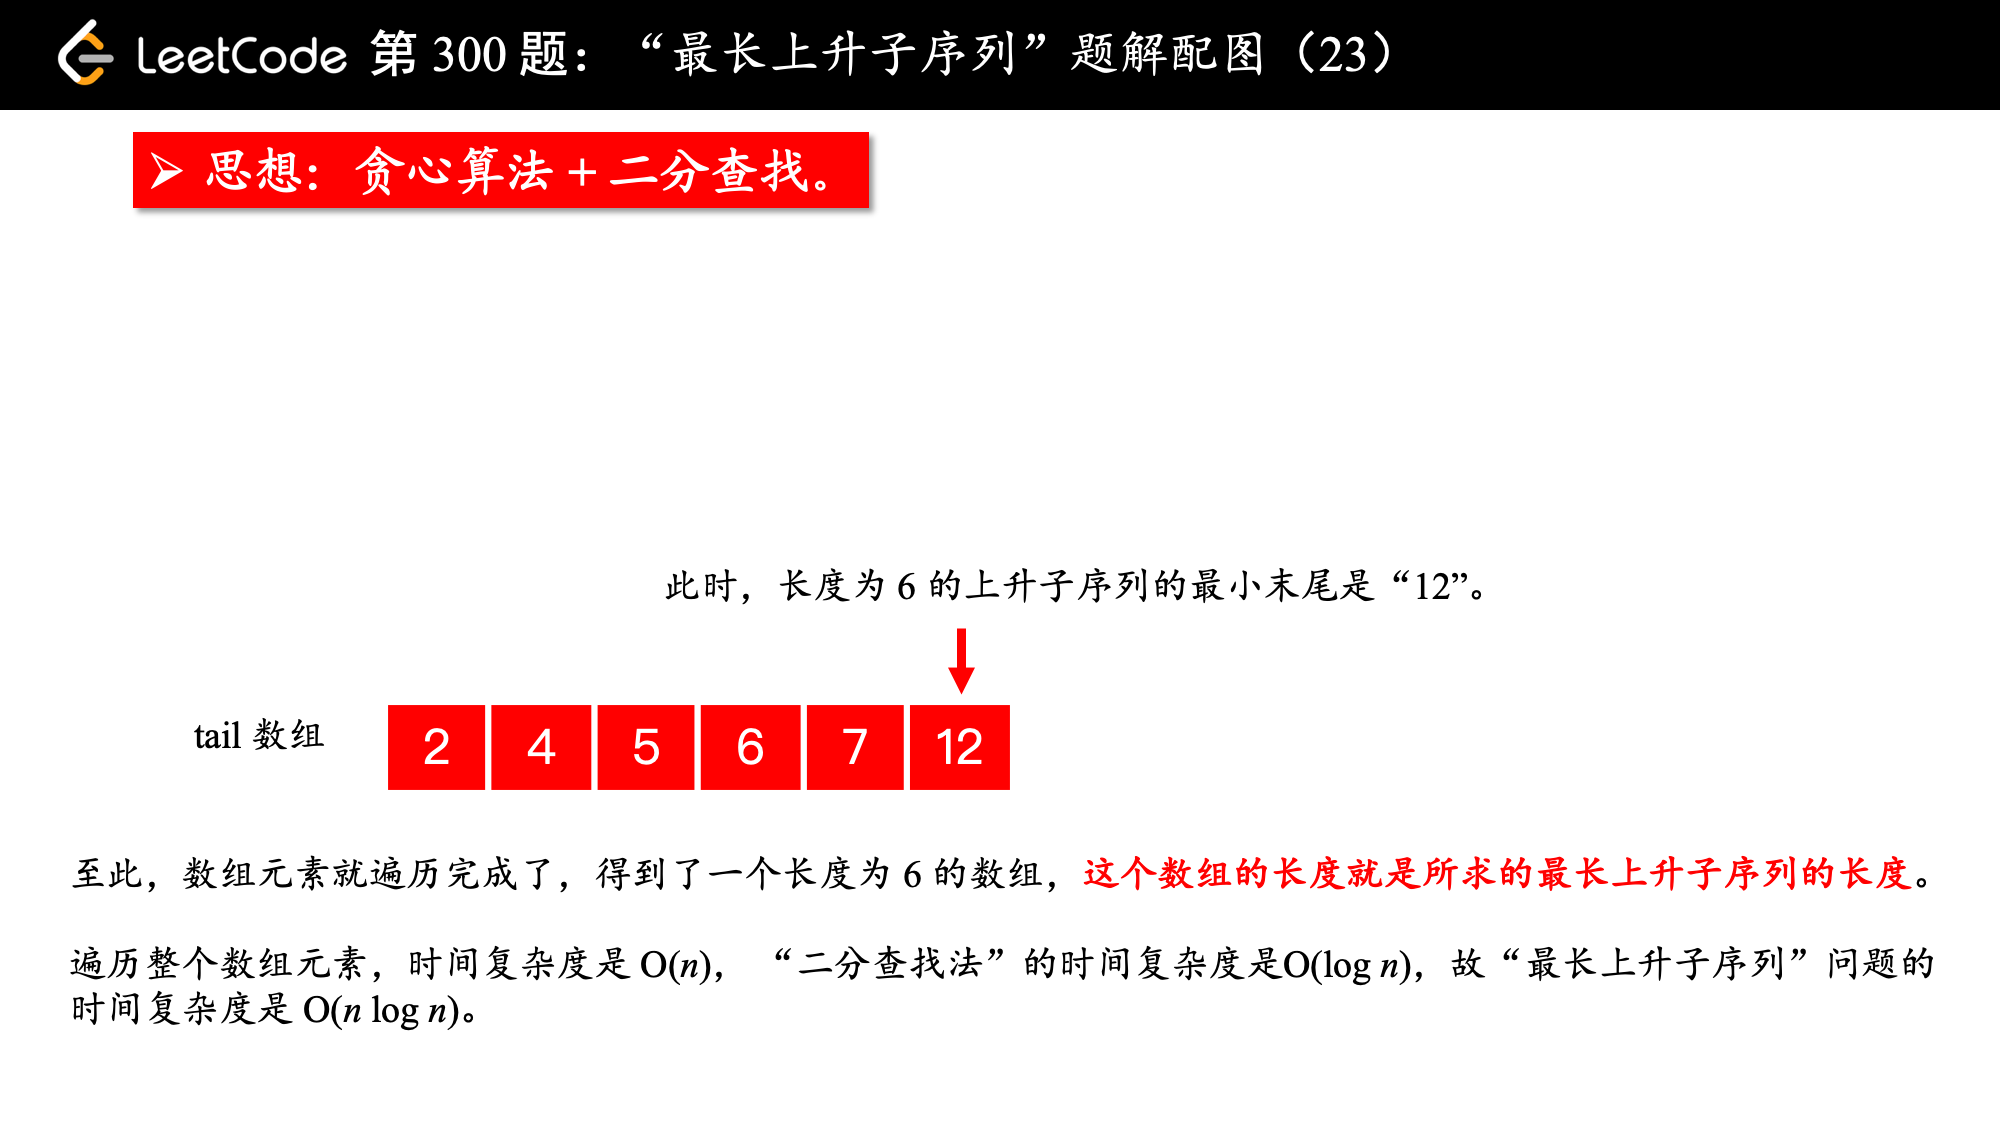 LeetCode 第 300 题：“最长上升子序列”题解配图（23）
➢ 思想：贪心算法 + 二分查找。
此时，长度为 6 的上升子序列的最小末尾是“12”。
tail 数组
2 4 5 6 7 12
至此，数组元素就遍历完成了，得到了一个长度为 6 的数组，这个数组的长度就是所求的最长上升子序列的长度。
遍历整个数组元素，时间复杂度是 O(n)，“二分查找法”的时间复杂度是O(log n)，故“最长上升子序列”问题的
时间复杂度是 O(n log n)。